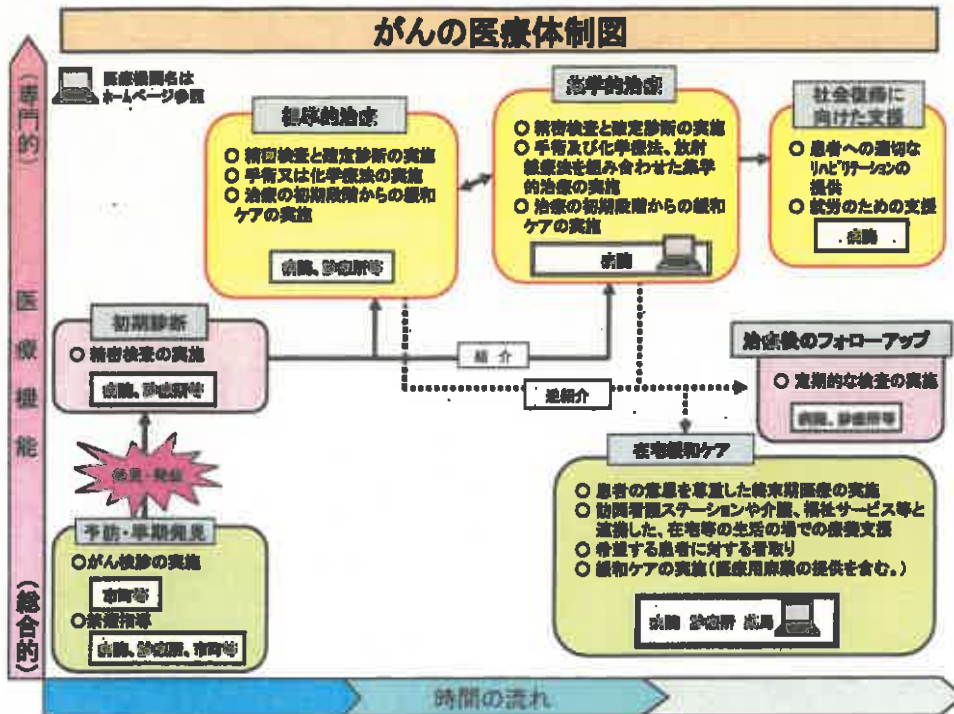 がんの医療体制図
(専門的)
医療機能
(総合的)
医療機関名は
ホームページ参照
標準的治療
○ 精密検査と確定診断の実施
○ 手術又は化学療法の実施
○ 治療の初期段階からの緩和
ケアの実施
病院、診療所等
集学的治療
○ 精密検査と確定診断の実施
○ 手術及び化学療法、放射
線療法を組み合わせた集学
的治療の実施
○ 治療の初期段階からの緩和
ケアの実施
病院
社会復帰に
向けた支援
○ 患者への適切な
リハビリテーションの
提供
○ 就労のための支援
病院
初期診断
○ 精密検査の実施
病院、診療所等
紹介
逆紹介
治療後のフォローアップ
○ 定期的な検査の実施
病院、診療所等
発見・発症
予防・早期発見
○がん検診の実施
市町等
○禁煙指導
病院、診療所、市町等
在宅緩和ケア
○ 患者の意思を尊重した終末期医療の実施
○ 訪問看護ステーションや介護、福祉サービス等と
連携した、在宅等の生活の場での療養支援
○ 希望する患者に対する看取り
○ 緩和ケアの実施(医療用麻薬の提供を含む。)
病院 診療所 薬局
時間の流れ